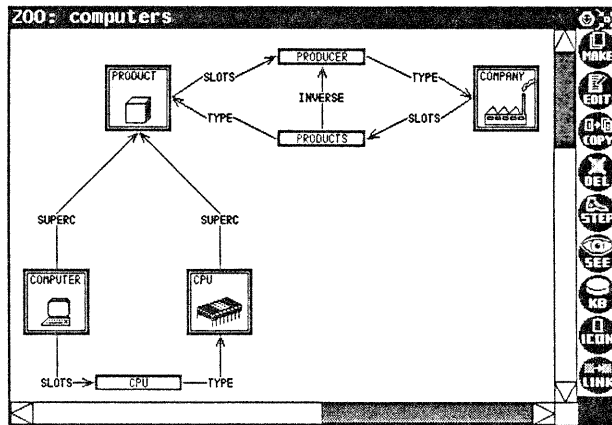 ZOO: computers
PRODUCT
SLOTS
PRODUCER
TYPE
COMPANY
INVERSE
TYPE
PRODUCTS
SLOTS
SUPERC
SUPERC
COMPUTER
CPU
SLOTS
CPU
TYPE
MAKE
EDIT
COPY
DEL
STEP
SEE
KB
ICON
LINK